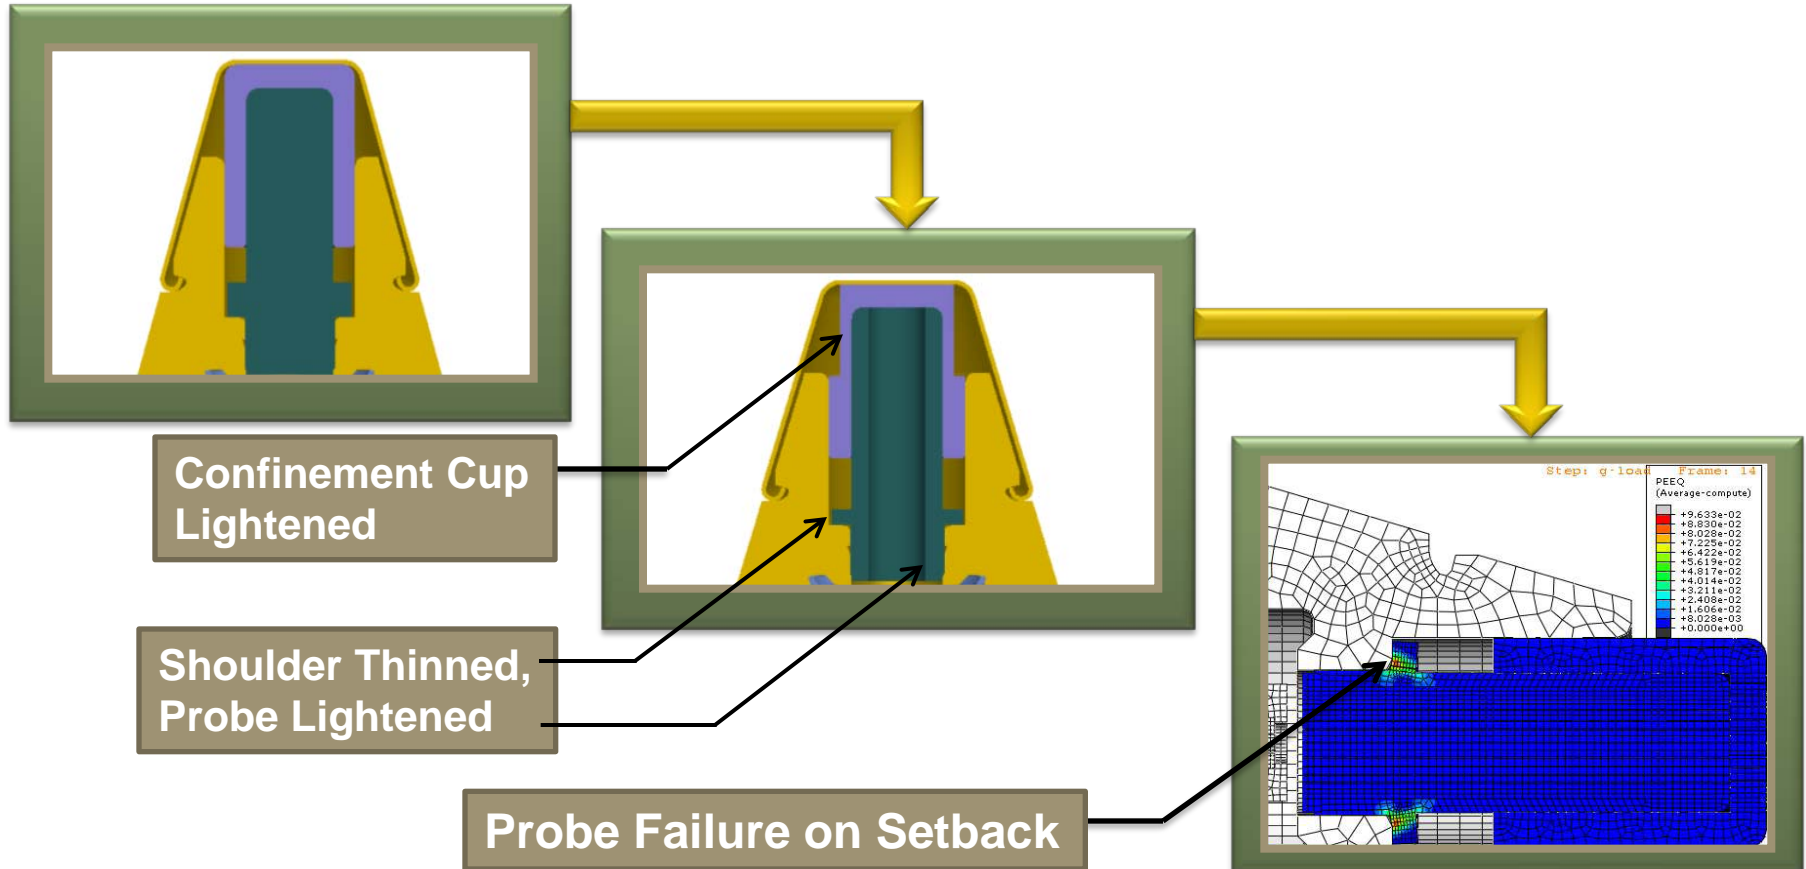 Confinement Cup
Lightened
Shoulder Thinned,
Probe Lightened
Probe Failure on Setback
Step: g-load Frame: 14
PEEQ
(Average-compute)
+9.633e-02
+8.830e-02
+8.028e-02
+7.225e-02
+6.422e-02
+5.619e-02
+4.817e-02
+4.014e-02
+3.211e-02
+2.408e-02
+1.606e-02
+8.028e-03
+0.000e+00